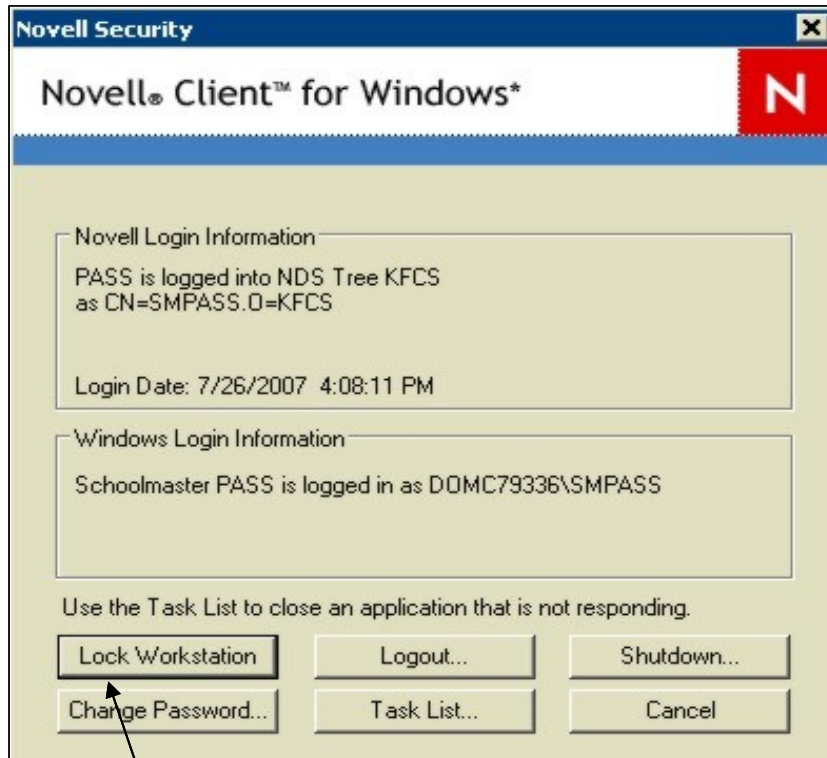 Novell Security
Novell® Client™ for Windows*
N
Novell Login Information
PASS is logged into NDS Tree KFCS
as CN=SMPASS.O=KFCS
Login Date: 7/26/2007 4:08:11 PM
Windows Login Information
Schoolmaster PASS is logged in as DOMC79336\SMPASS
Use the Task List to close an application that is not responding.
Lock Workstation Logout... Shutdown...
Change Password... Task List... Cancel